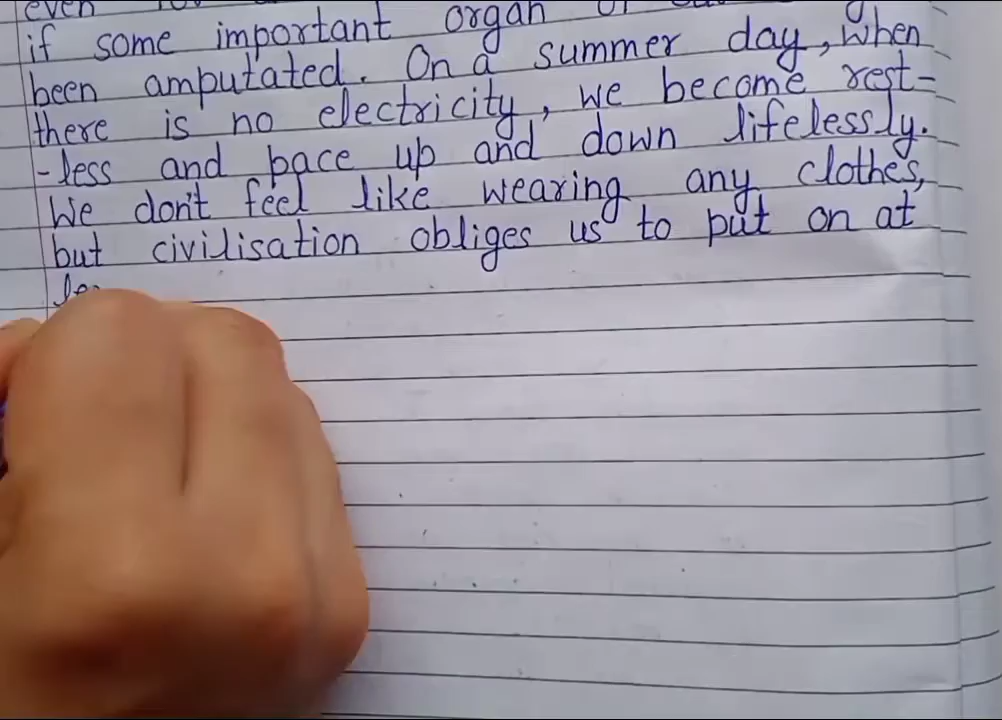 even
if some important organ
been amputated. On a summer day, when
there is no electricity, we become rest-
-less and pace up and down lifelessly.
We don't feel like wearing any clothes,
but civilisation obliges us to put on at